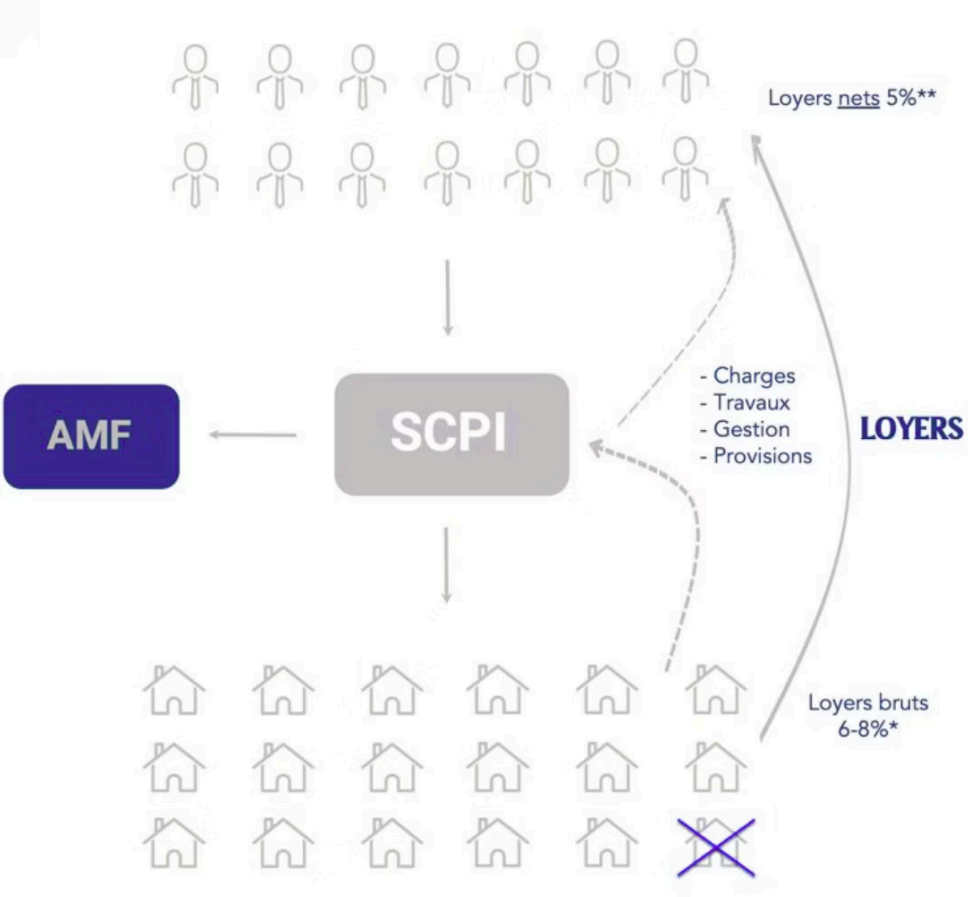 Loyers nets 5%**
- Charges
- Travaux
- Gestion
- Provisions
AMF
SCPI
LOYERS
Loyers bruts
6-8%*